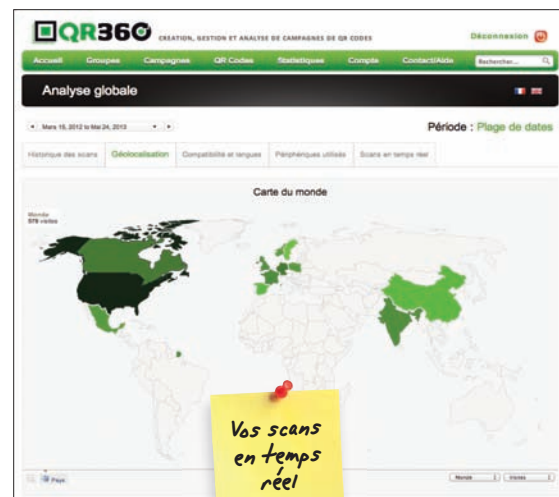 QR360 CREATION, GESTION ET ANALYSE DE CAMPAGNES DE QR CODES Déconnexion
Accueil Groupes Campagnes QR Codes Statistiques Compte Contact/Aide Rechercher...
Analyse globale
Mars 15, 2012 to Mai 24, 2013 Période : Plage de dates
Historique des scans Géolocalisation Compatibilité et langues Périphériques utilisés Scans en temps réel
Carte du monde
Monde
578 visites
Vos scans
en temps
réel
Pays Monde Visites